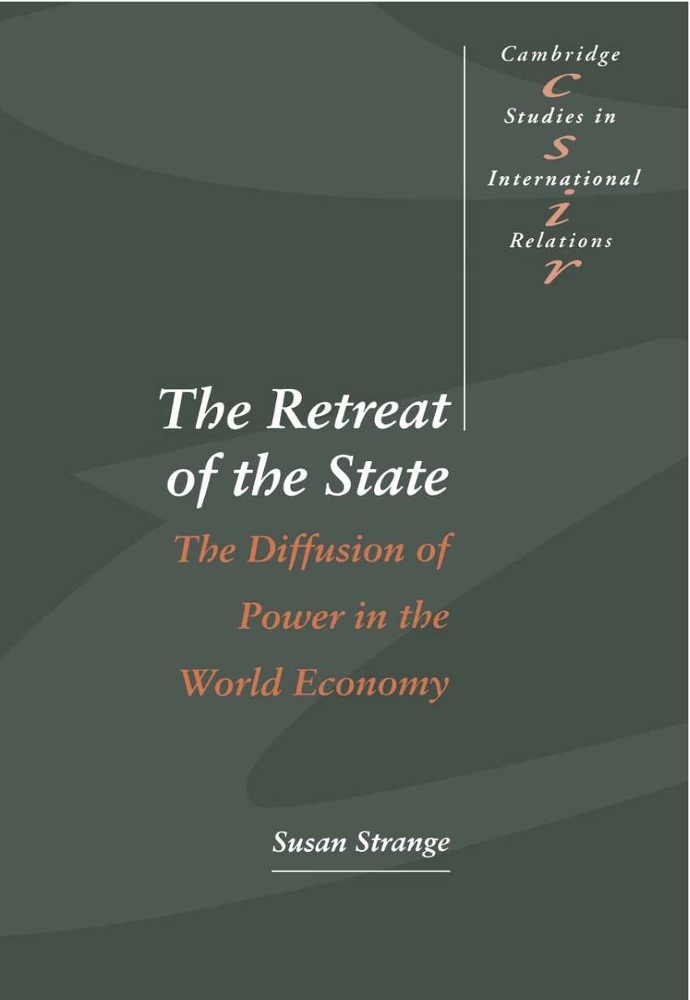 Cambridge
C
Studies in
S
International
i
Relations
r
The Retreat
of the State
The Diffusion of
Power in the
World Economy
Susan Strange